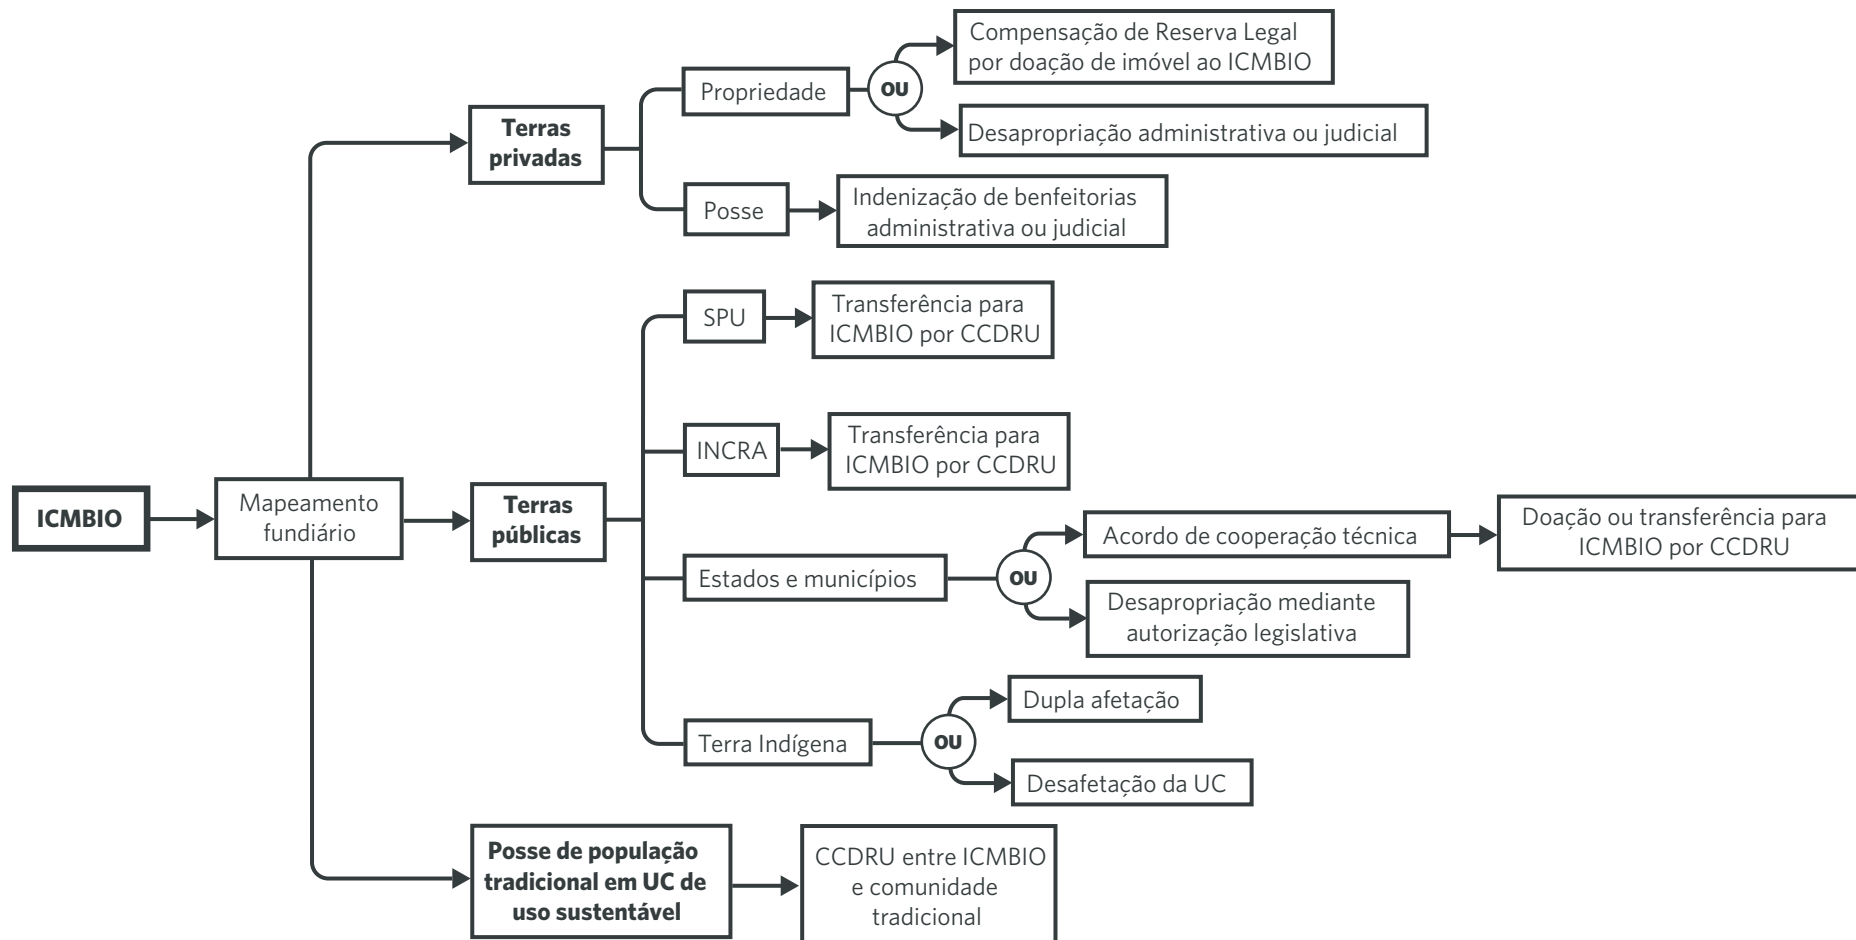 ICMBIO
Mapeamento
fundiário
Terras
privadas
Propriedade
OU
Compensação de Reserva Legal
por doação de imóvel ao ICMBIO
Desapropriação administrativa ou judicial
Posse
Indenização de benfeitorias
administrativa ou judicial
Terras
públicas
SPU
Transferência para
ICMBIO por CCDRU
INCRA
Transferência para
ICMBIO por CCDRU
Estados e municípios
OU
Acordo de cooperação técnica
Doação ou transferência para
ICMBIO por CCDRU
Desapropriação mediante
autorização legislativa
Terra Indígena
OU
Dupla afetação
Desafetação da UC
Posse de população
tradicional em UC de
uso sustentável
CCDRU entre ICMBIO
e comunidade
tradicional